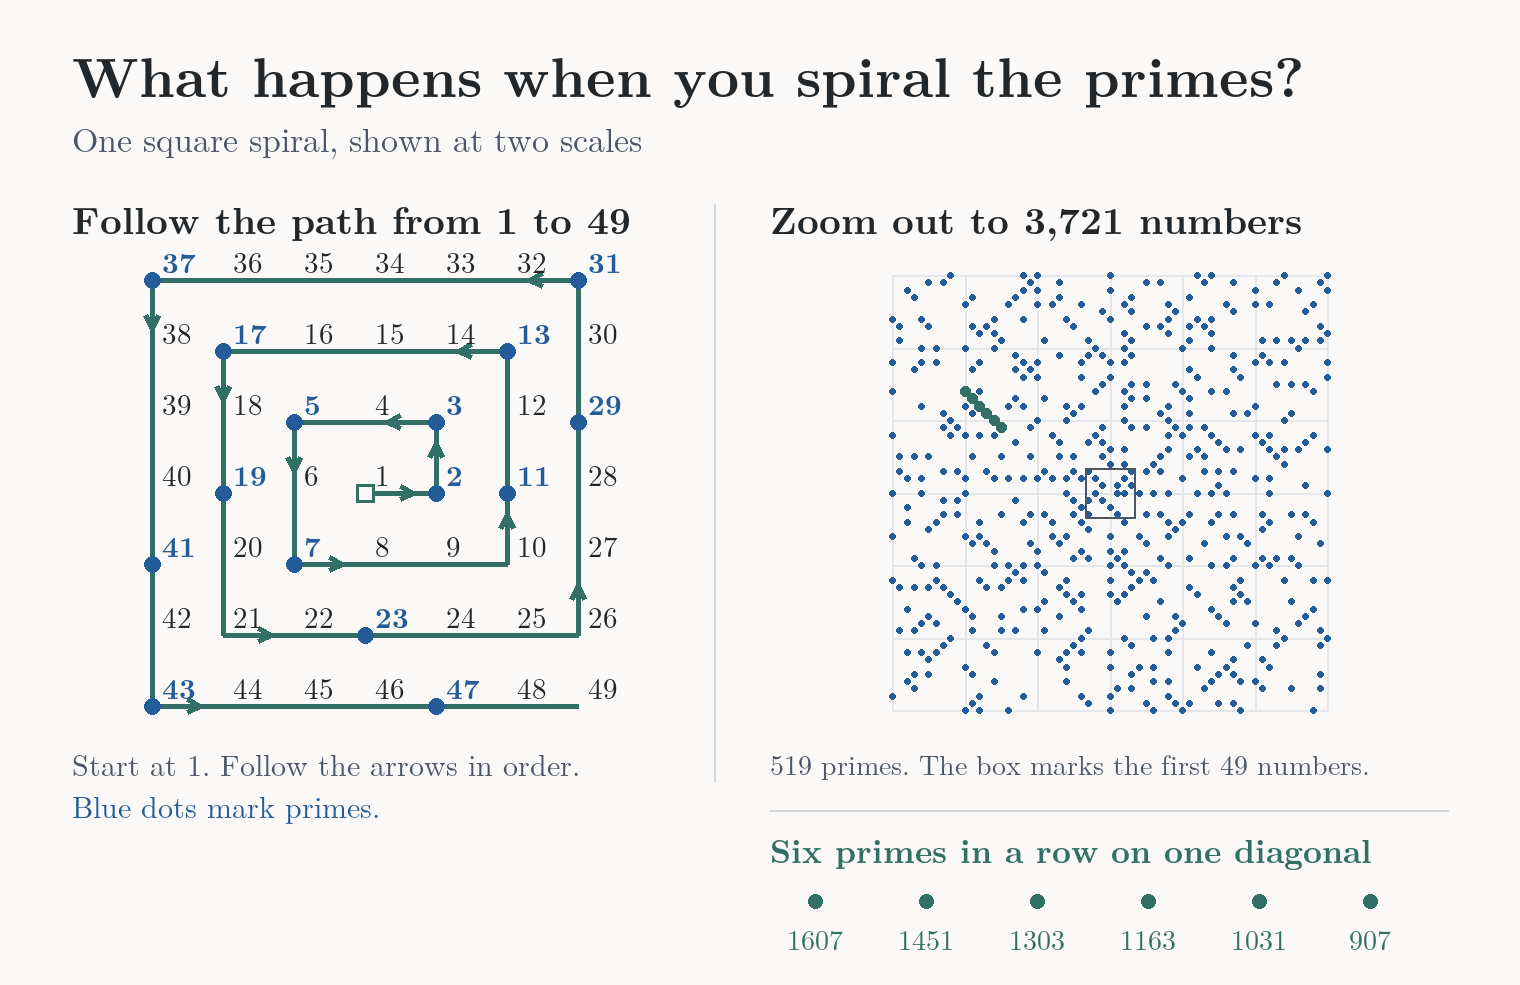 What happens when you spiral the primes?
One square spiral, shown at two scales
Follow the path from 1 to 49
37 36 35 34 33 32 31
38 17 16 15 14 13 30
39 18 5 4 3 12 29
40 19 6 1 2 11 28
41 20 7 8 9 10 27
42 21 22 23 24 25 26
43 44 45 46 47 48 49
Start at 1. Follow the arrows in order.
Blue dots mark primes.
Zoom out to 3,721 numbers
519 primes. The box marks the first 49 numbers.
Six primes in a row on one diagonal
1607 1451 1303 1163 1031 907